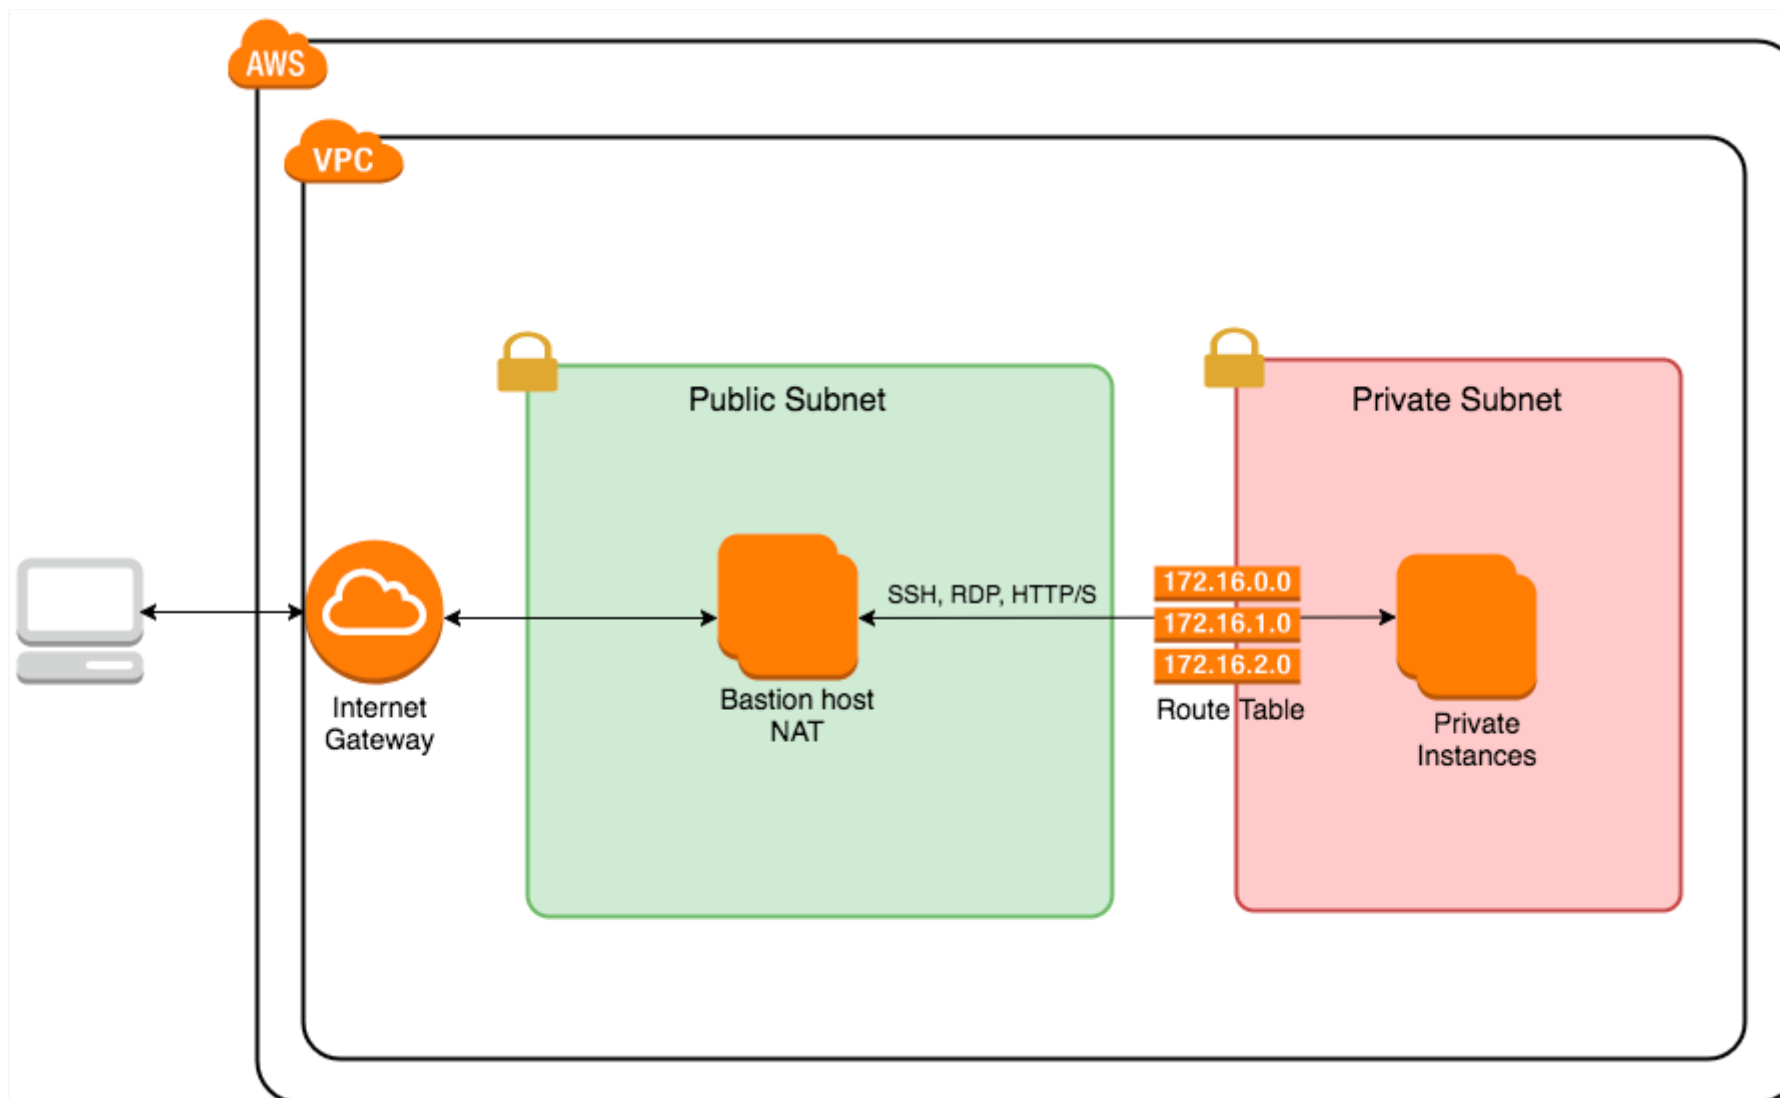 AWS
VPC
Public Subnet
Private Subnet
SSH, RDP, HTTP/S
172.16.0.0
172.16.1.0
172.16.2.0
Route Table
Internet
Gateway
Bastion host
NAT
Private
Instances